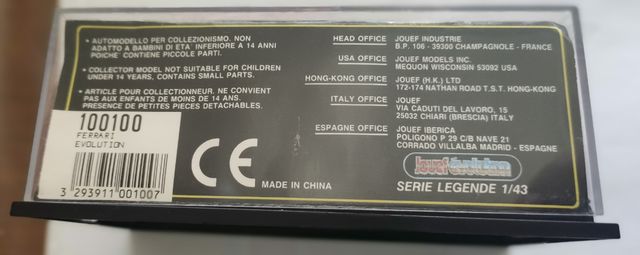 • AUTOMODELLO PER COLLEZIONISMO. NON
ADATTO A BAMBINI DI ETA' INFERIORE A 14 ANNI
POICHE' CONTIENE PICCOLE PARTI.
• COLLECTOR MODEL NOT SUITABLE FOR CHILDREN
UNDER 14 YEARS, CONTAINS SMALL PARTS.
• ARTICLE POUR COLLECTIONNEUR. NE CONVIENT
PAS AUX ENFANTS DE MOINS DE 14 ANS.
PRESENCE DE PETITES PIECES DETACHABLES.
100100
FERRARI
EVOLUTION
3 293911 001007
CE
MADE IN CHINA
HEAD OFFICE
JOUEF INDUSTRIE
B.P. 106 - 39300 CHAMPAGNOLE - FRANCE
USA OFFICE
JOUEF MODELS INC.
MEQUON WISCONSIN 53092 USA
HONG-KONG OFFICE
JOUEF (H.K.) LTD
172-174 NATHAN ROAD T.S.T. HONG-KONG
ITALY OFFICE
JOUEF
VIA CADUTI DEL LAVORO, 15
25032 CHIARI (BRESCIA) ITALY
ESPAGNE OFFICE
JOUEF IBERICA
POLIGONO P 29 C/B NAVE 21
CORRADO VILLALBA MADRID - ESPAGNE
Jouef évolution
SERIE LEGENDE 1/43